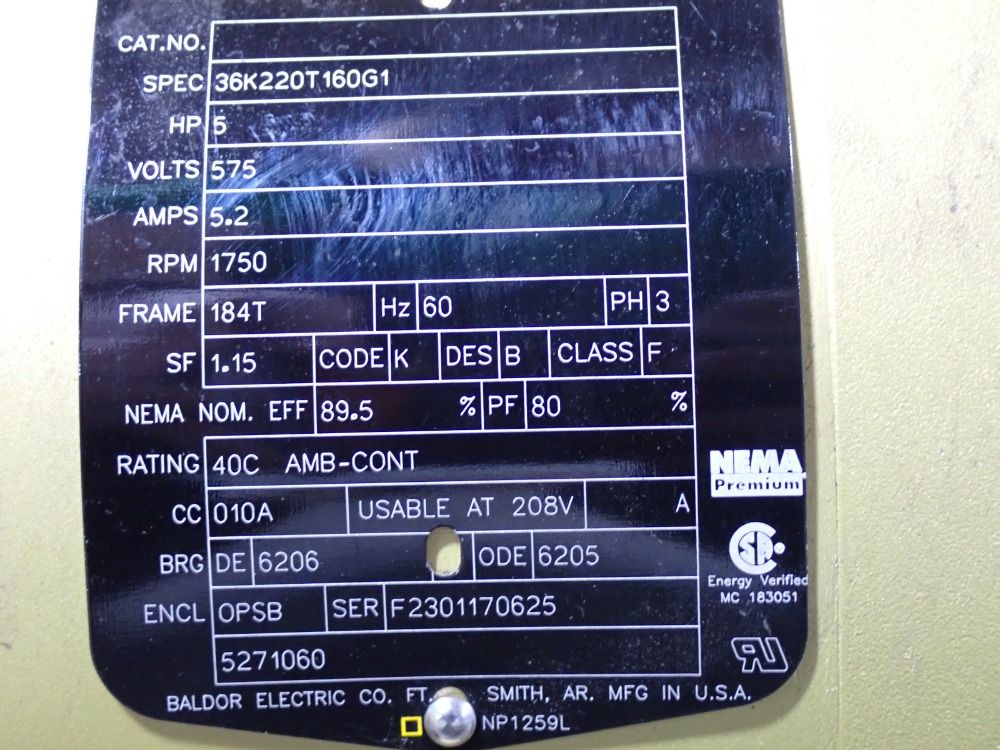 CAT.NO.
SPEC 36K220T160G1
HP 5
VOLTS 575
AMPS 5.2
RPM 1750
FRAME 184T Hz 60 PH 3
SF 1.15 CODE K DES B CLASS F
NEMA NOM. EFF 89.5 % PF 80 %
RATING 40C AMB-CONT
NEMA
Premium
CC 010A USABLE AT 208V A
BRG DE 6206 ODE 6205
Energy Verified
MC 183051
ENCL OPSB SER F2301170625
5271060
BALDOR ELECTRIC CO. FT. SMITH, AR. MFG IN U.S.A.
NP1259L